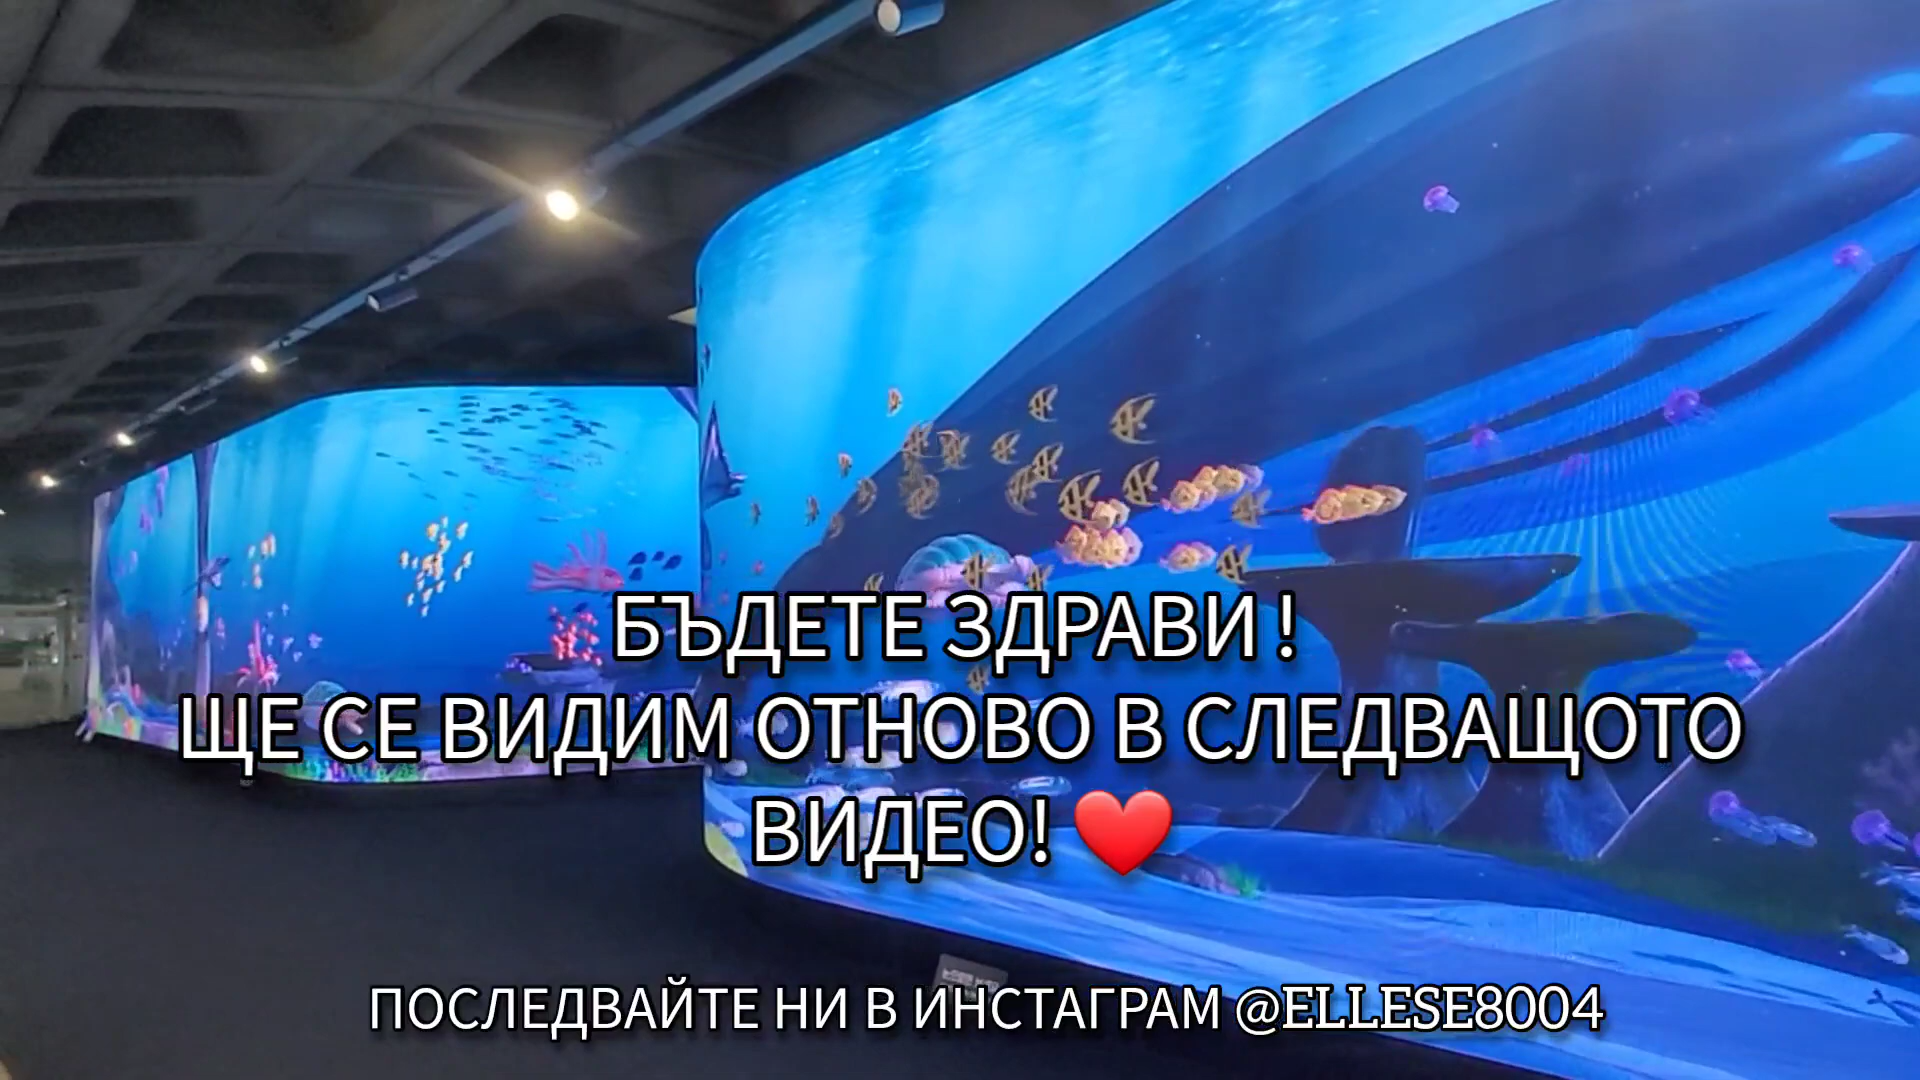 БЪДЕТЕ ЗДРАВИ !
ЩЕ СЕ ВИДИМ ОТНОВО В СЛЕДВАЩОТО
ВИДЕО! ❤️
ПОСЛЕДВАЙТЕ НИ В ИНСТАГРАМ @ELLESE8004